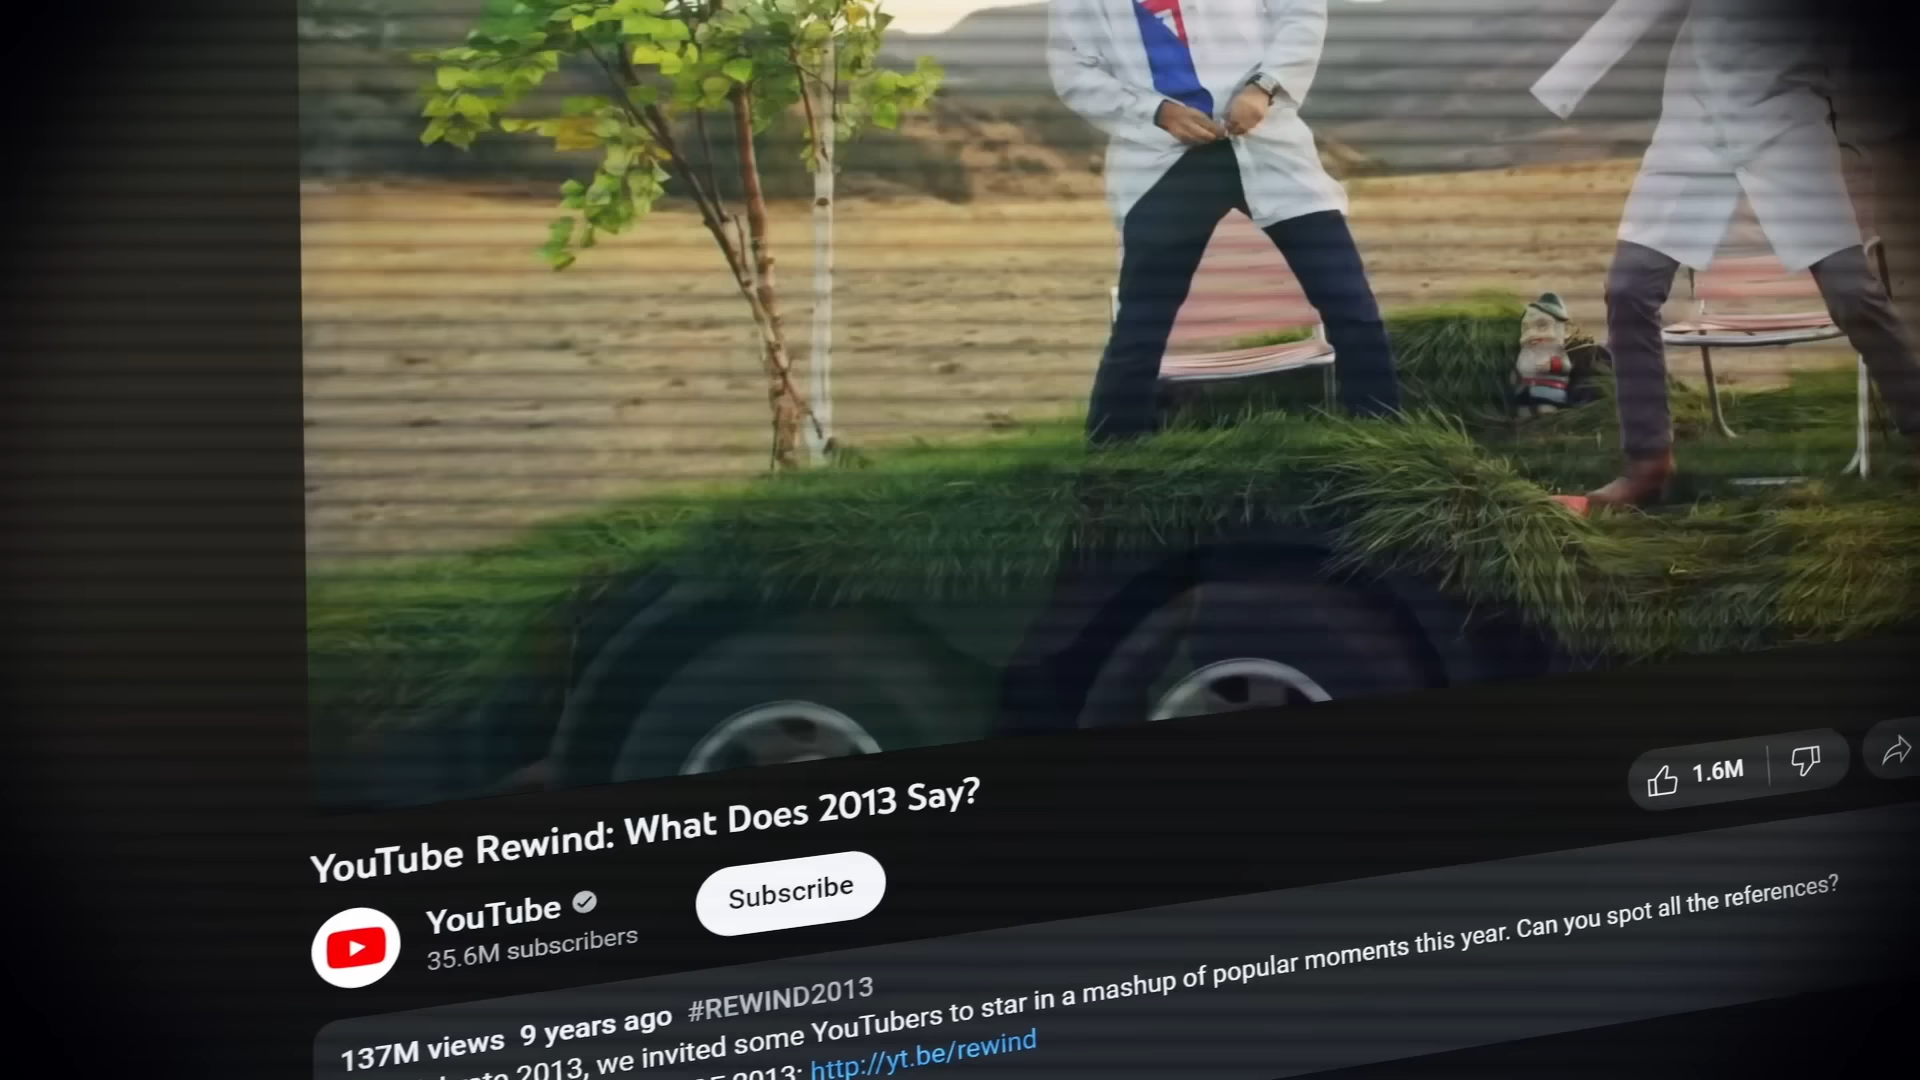 1.6M
YouTube Rewind: What Does 2013 Say?
YouTube
35.6M subscribers
Subscribe
137M views 9 years ago #REWIND2013
2013, we invited some YouTubers to star in a mashup of popular moments this year. Can you spot all the references?
2013: http://yt.be/rewind